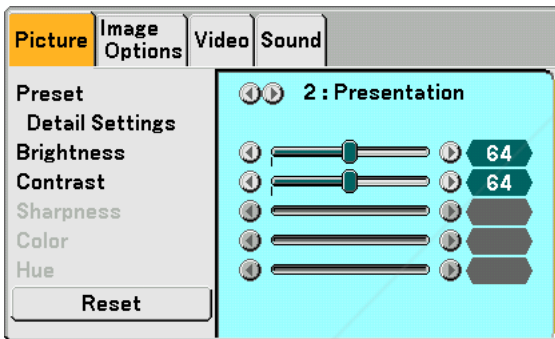 Picture Image Options Video Sound
Preset 2 : Presentation
Detail Settings
Brightness 64
Contrast 64
Sharpness
Color
Hue
Reset